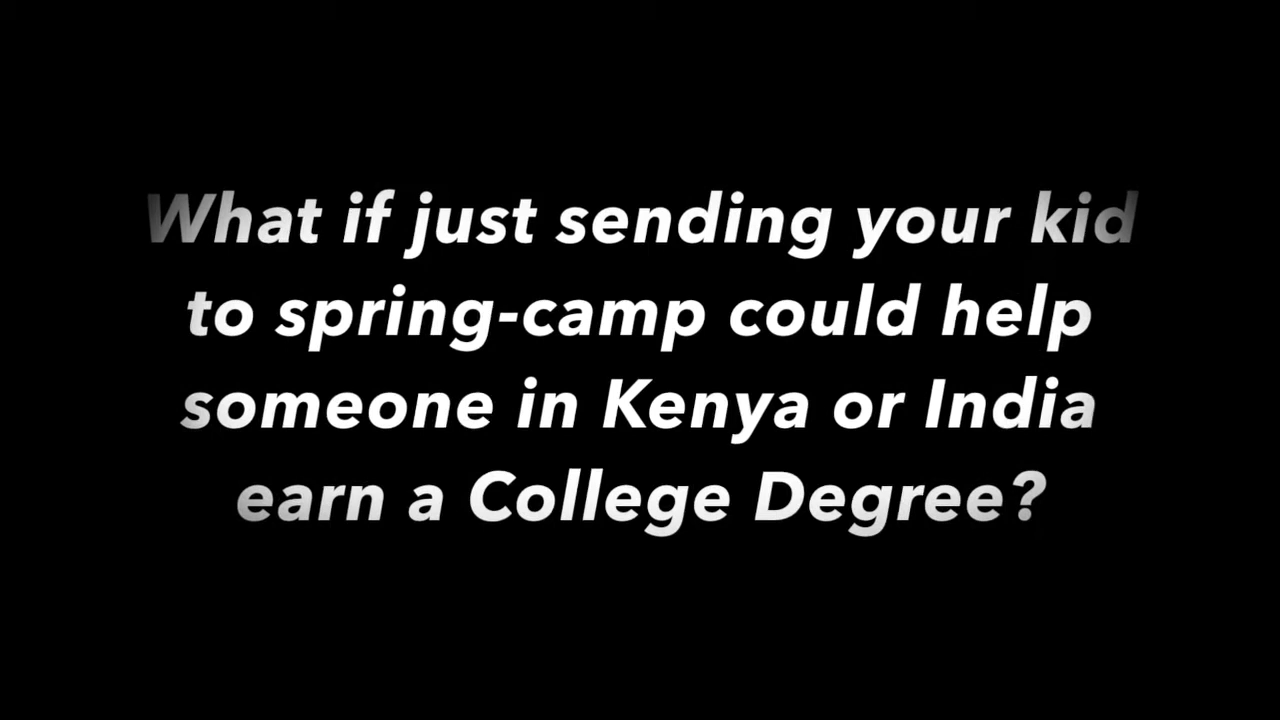 What if just sending your kid
to spring-camp could help
someone in Kenya or India
earn a College Degree?